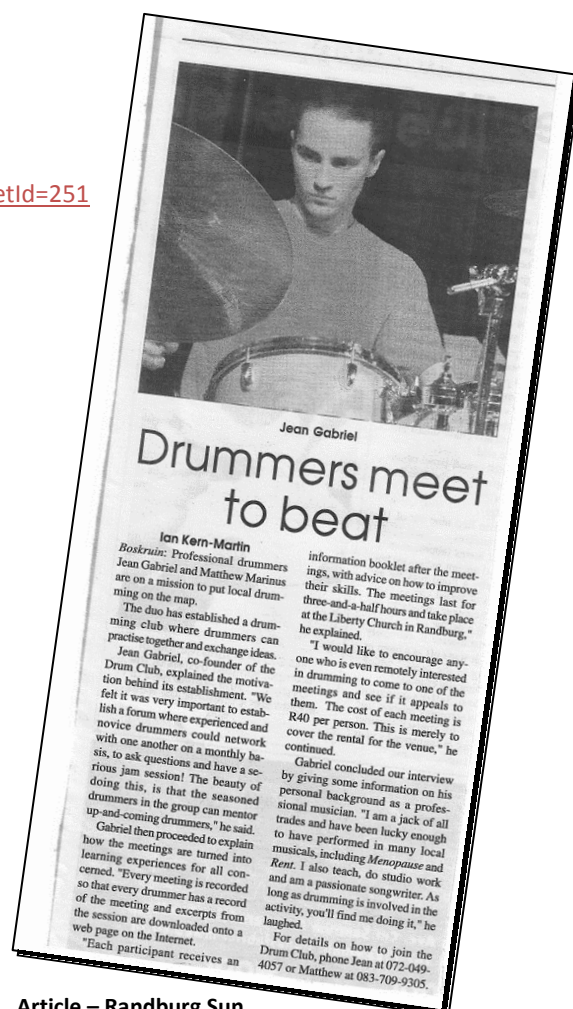 etId=251
Jean Gabriel
Drummers meet
to beat
Ian Kern-Martin
Boskruin: Professional drummers
Jean Gabriel and Matthew Marinus
are on a mission to put local drum-
ming on the map.
The duo has established a drum-
ming club where drummers can
practise together and exchange ideas.
Jean Gabriel, co-founder of the
Drum Club, explained the motiva-
tion behind its establishment. "We
felt it was very important to estab-
lish a forum where experienced and
novice drummers could network
with one another on a monthly ba-
sis, to ask questions and have a se-
rious jam session! The beauty of
doing this, is that the seasoned
drummers in the group can mentor
up-and-coming drummers," he said.
Gabriel then proceeded to explain
how the meetings are turned into
learning experiences for all con-
cerned. "Every meeting is recorded
so that every drummer has a record
of the meeting and excerpts from
the session are downloaded onto a
web page on the Internet.
"Each participant receives an
information booklet after the meet-
ings, with advice on how to improve
their skills. The meetings last for
three-and-a-half hours and take place
at the Liberty Church in Randburg,"
he explained.
"I would like to encourage any-
one who is even remotely interested
in drumming to come to one of the
meetings and see if it appeals to
them. The cost of each meeting is
R40 per person. This is merely to
cover the rental for the venue," he
continued.
Gabriel concluded our interview
by giving some information on his
personal background as a profes-
sional musician. "I am a jack of all
trades and have been lucky enough
to have performed in many local
musicals, including Menopause and
Rent. I also teach, do studio work
and am a passionate songwriter. As
long as drumming is involved in the
activity, you'll find me doing it," he
laughed.
For details on how to join the
Drum Club, phone Jean at 072-049-
4057 or Matthew at 083-709-9305.
Article – Randburg Sun